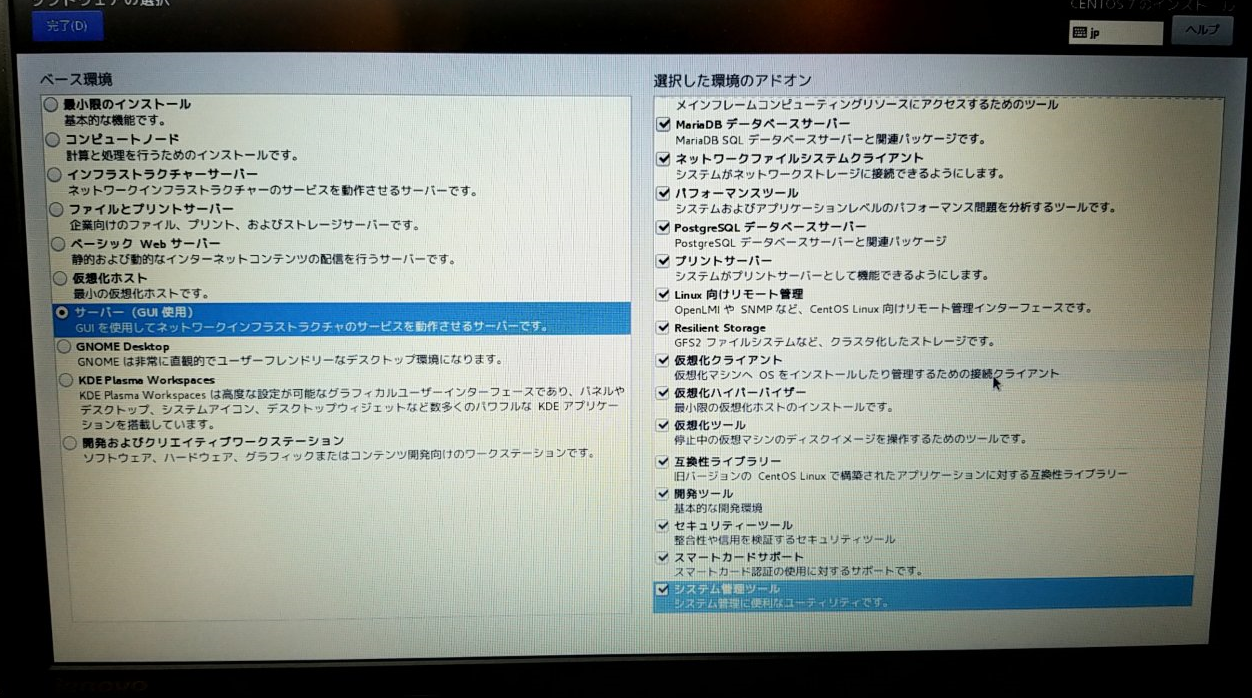 ソフトウェアの選択
完了(D)
CENTOS 7 のインストール
jp
ヘルプ
ベース環境
最小限のインストール
基本的な機能です。
コンピュートノード
計算と処理を行うためのインストールです。
インフラストラクチャーサーバー
ネットワークインフラストラクチャーのサービスを動作させるサーバーです。
ファイルとプリントサーバー
企業向けのファイル、プリント、およびストレージサーバーです。
ベーシック Web サーバー
静的および動的なインターネットコンテンツの配信を行うサーバーです。
仮想化ホスト
最小の仮想化ホストです。
サーバー（GUI 使用）
GUI を使用してネットワークインフラストラクチャのサービスを動作させるサーバーです。
GNOME Desktop
GNOME は非常に直観的でユーザーフレンドリーなデスクトップ環境になります。
KDE Plasma Workspaces
KDE Plasma Workspaces は高度な設定が可能なグラフィカルユーザーインターフェースであり、パネルや
デスクトップ、システムアイコン、デスクトップウィジェットなど数多くのパワフルな KDE アプリケー
ションを搭載しています。
開発およびクリエイティブワークステーション
ソフトウェア、ハードウェア、グラフィックまたはコンテンツ開発向けのワークステーションです。
選択した環境のアドオン
メインフレームコンピューティングリソースにアクセスするためのツール
MariaDB データベースサーバー
MariaDB SQL データベースサーバーと関連パッケージです。
ネットワークファイルシステムクライアント
システムがネットワークストレージに接続できるようにします。
パフォーマンスツール
システムおよびアプリケーションレベルのパフォーマンス問題を分析するツールです。
PostgreSQL データベースサーバー
PostgreSQL データベースサーバーと関連パッケージ
プリントサーバー
システムがプリントサーバーとして機能できるようにします。
Linux 向けリモート管理
OpenLMI や SNMP など、CentOS Linux 向けリモート管理インターフェースです。
Resilient Storage
GFS2 ファイルシステムなど、クラスタ化したストレージです。
仮想化クライアント
仮想化マシンへ OS をインストールしたり管理するための接続クライアント
仮想化ハイパーバイザー
最小限の仮想化ホストのインストールです。
仮想化ツール
停止中の仮想マシンのディスクイメージを操作するためのツールです。
互換性ライブラリー
旧バージョンの CentOS Linux で構築されたアプリケーションに対する互換性ライブラリー
開発ツール
基本的な開発環境
セキュリティーツール
整合性や信用を検証するセキュリティツール
スマートカードサポート
スマートカード認証の使用に対するサポートです。
システム管理ツール
システム管理に便利なユーティリティです。